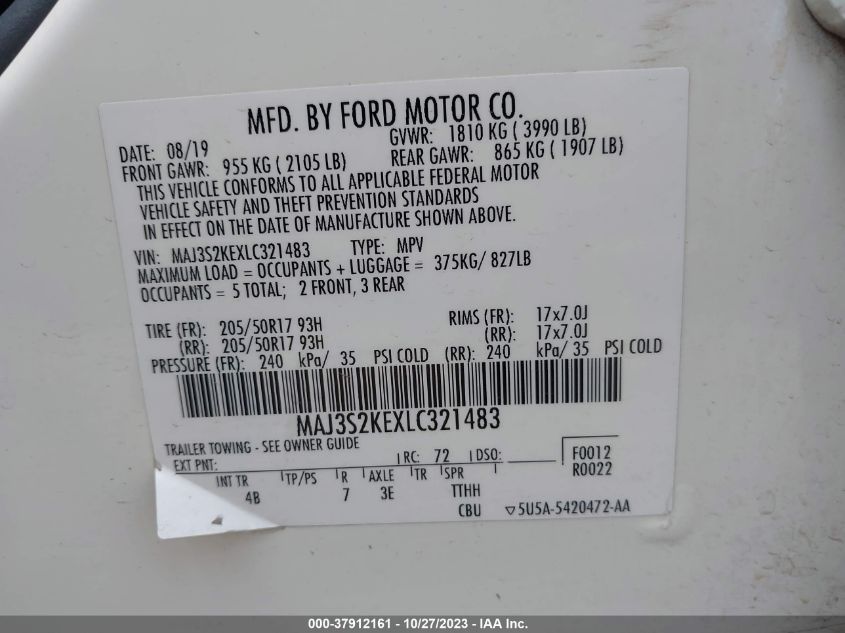 MFD. BY FORD MOTOR CO.
DATE: 08/19 GVWR: 1810 KG ( 3990 LB)
FRONT GAWR: 955 KG ( 2105 LB) REAR GAWR: 865 KG ( 1907 LB)
THIS VEHICLE CONFORMS TO ALL APPLICABLE FEDERAL MOTOR
VEHICLE SAFETY AND THEFT PREVENTION STANDARDS
IN EFFECT ON THE DATE OF MANUFACTURE SHOWN ABOVE.
VIN: MAJ3S2KEXLC321483 TYPE: MPV
MAXIMUM LOAD = OCCUPANTS + LUGGAGE = 375KG/ 827LB
OCCUPANTS = 5 TOTAL; 2 FRONT, 3 REAR
TIRE (FR): 205/50R17 93H RIMS (FR): 17x7.0J
(RR): 205/50R17 93H (RR): 17x7.0J
PRESSURE (FR): 240 kPa/ 35 PSI COLD (RR): 240 kPa/ 35 PSI COLD
MAJ3S2KEXLC321483
TRAILER TOWING - SEE OWNER GUIDE
EXT PNT: RC: 72 DSO: F0012
R0022
INT TR TP/PS R AXLE TR SPR
4B 7 3E TTHH
CBU ▽5U5A-5420472-AA
000-37912161 - 10/27/2023 - IAA Inc.